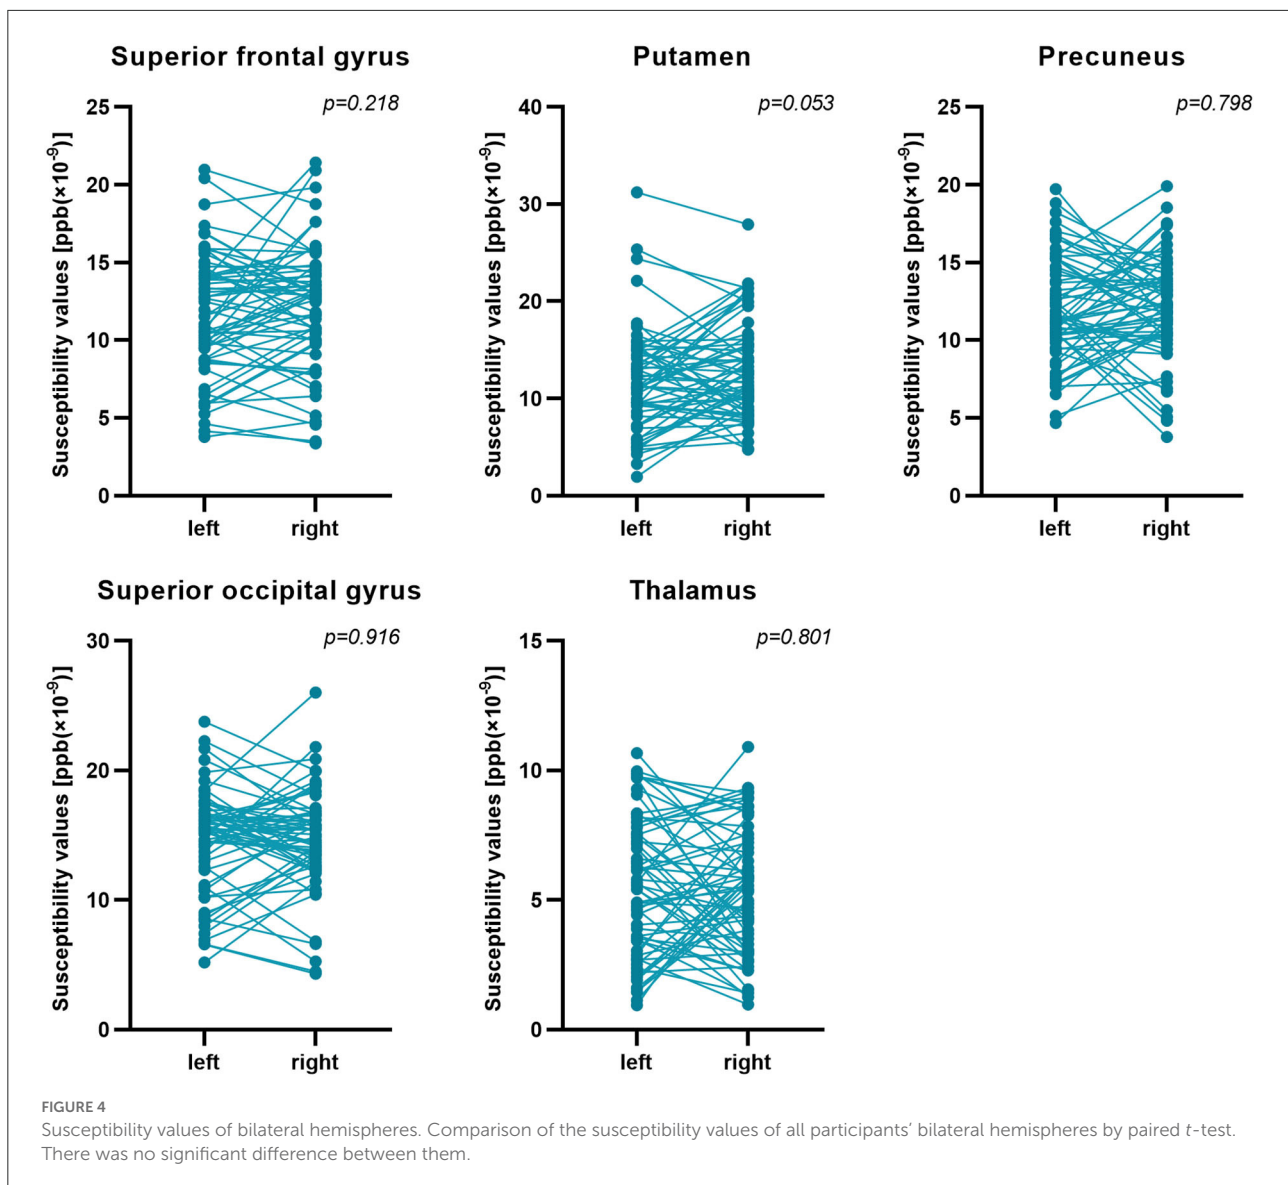 Superior frontal gyrus
p=0.218
Susceptibility values [ppb(×10⁻⁹)]
25
20
15
10
5
0
left right
Putamen
p=0.053
Susceptibility values [ppb(×10⁻⁹)]
40
30
20
10
0
left right
Precuneus
p=0.798
Susceptibility values [ppb(×10⁻⁹)]
25
20
15
10
5
0
left right
Superior occipital gyrus
p=0.916
Susceptibility values [ppb(×10⁻⁹)]
30
20
10
0
left right
Thalamus
p=0.801
Susceptibility values [ppb(×10⁻⁹)]
15
10
5
0
left right
FIGURE 4
Susceptibility values of bilateral hemispheres. Comparison of the susceptibility values of all participants' bilateral hemispheres by paired t-test.
There was no significant difference between them.